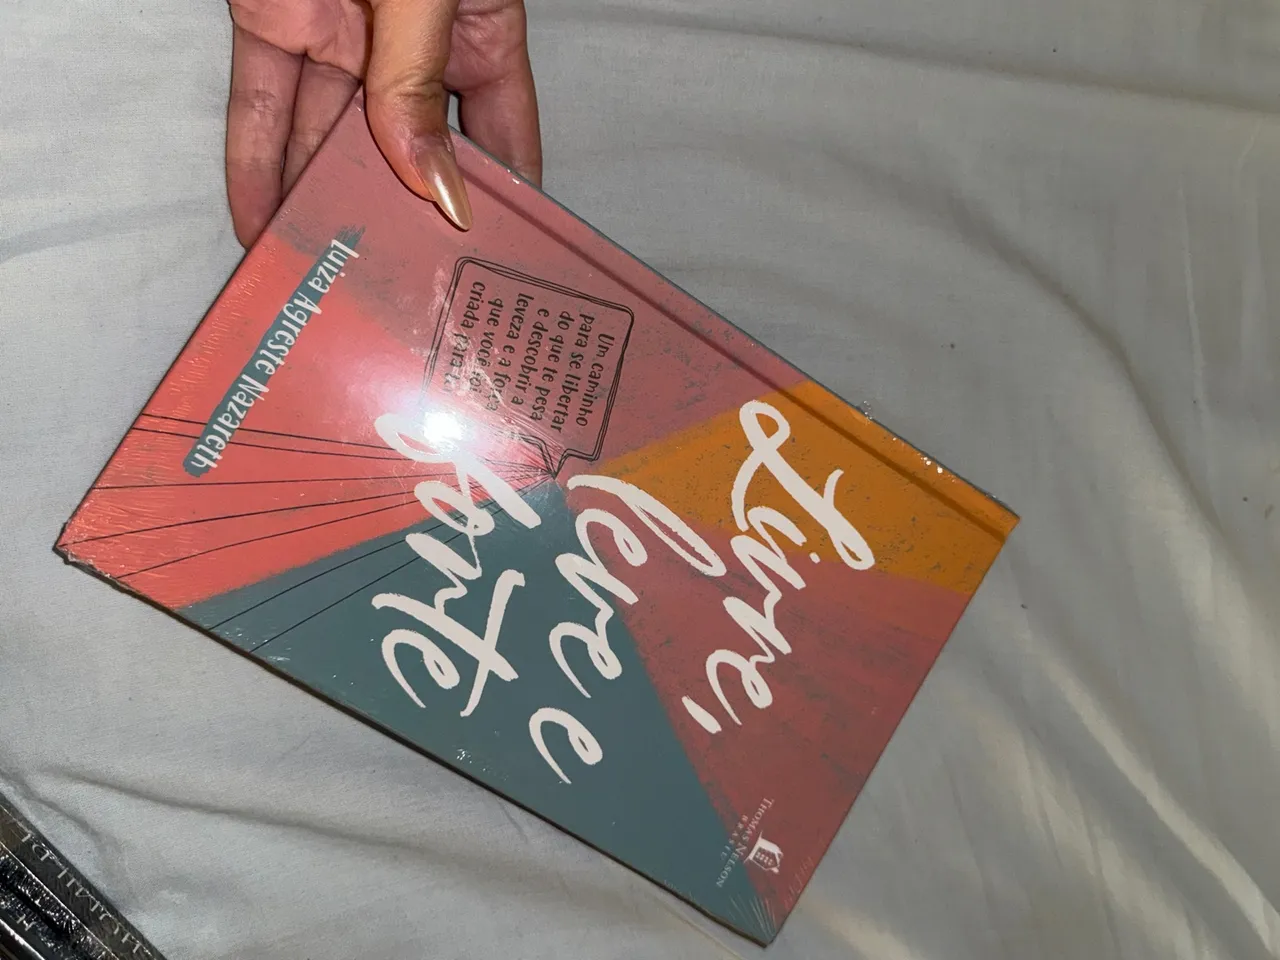 Livre,
leve e
forte
Um caminho
para se libertar
do que te pesa
e descobrir a
leveza e a força
que você foi
criada para
Luiza Agreste Nazareth
THOMAS NELSON
BRASIL